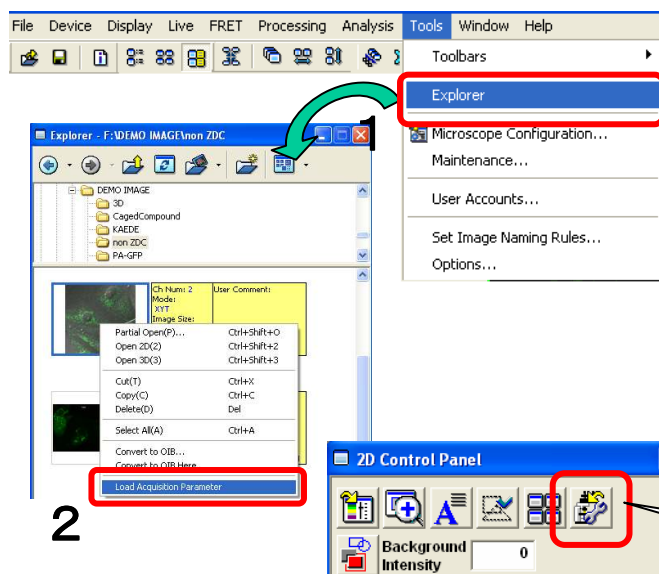 File Device Display Live FRET Processing Analysis Tools Window Help
Toolbars
Explorer
Microscope Configuration...
Maintenance...
User Accounts...
Set Image Naming Rules...
Options...
1
Explorer - F:\DEMO IMAGE\non ZDC
DEMO IMAGE
3D
CagedCompound
KAEDE
non ZDC
PA-GFP
Ch Num: 2
Mode:
XYT
Image Size:
User Comment:
Partial Open(P)... Ctrl+Shift+O
Open 2D(2) Ctrl+Shift+2
Open 3D(3) Ctrl+Shift+3
Cut(T) Ctrl+X
Copy(C) Ctrl+C
Delete(D) Del
Select All(A) Ctrl+A
Convert to OIB...
Convert to OIB Here
Load Acquisition Parameter
2
2D Control Panel
A
Background 0
Intensity